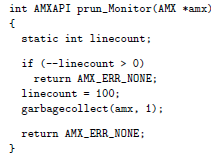 int AMXAPI prun_Monitor(AMX *amx)
{
  static int linecount;

  if (--linecount > 0)
    return AMX_ERR_NONE;
  linecount = 100;
  garbagecollect(amx, 1);

  return AMX_ERR_NONE;
}